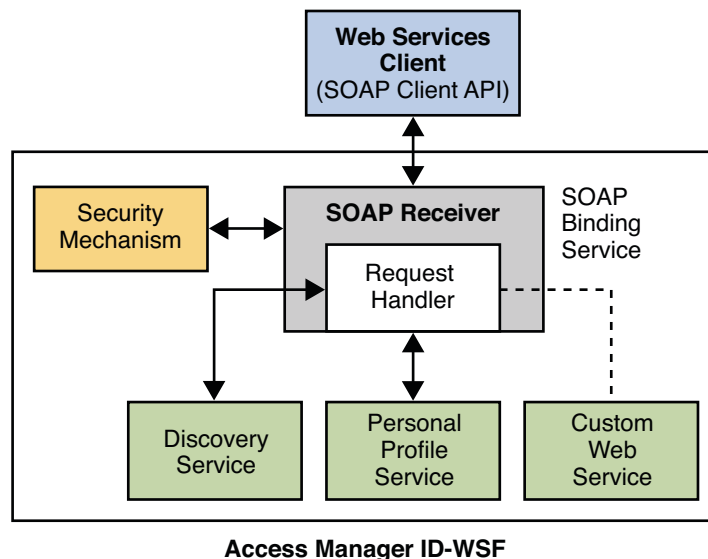 Web Services
Client
(SOAP Client API)
Security
Mechanism
SOAP Receiver
SOAP
Binding
Service
Request
Handler
Discovery
Service
Personal
Profile
Service
Custom
Web
Service
Access Manager ID-WSF